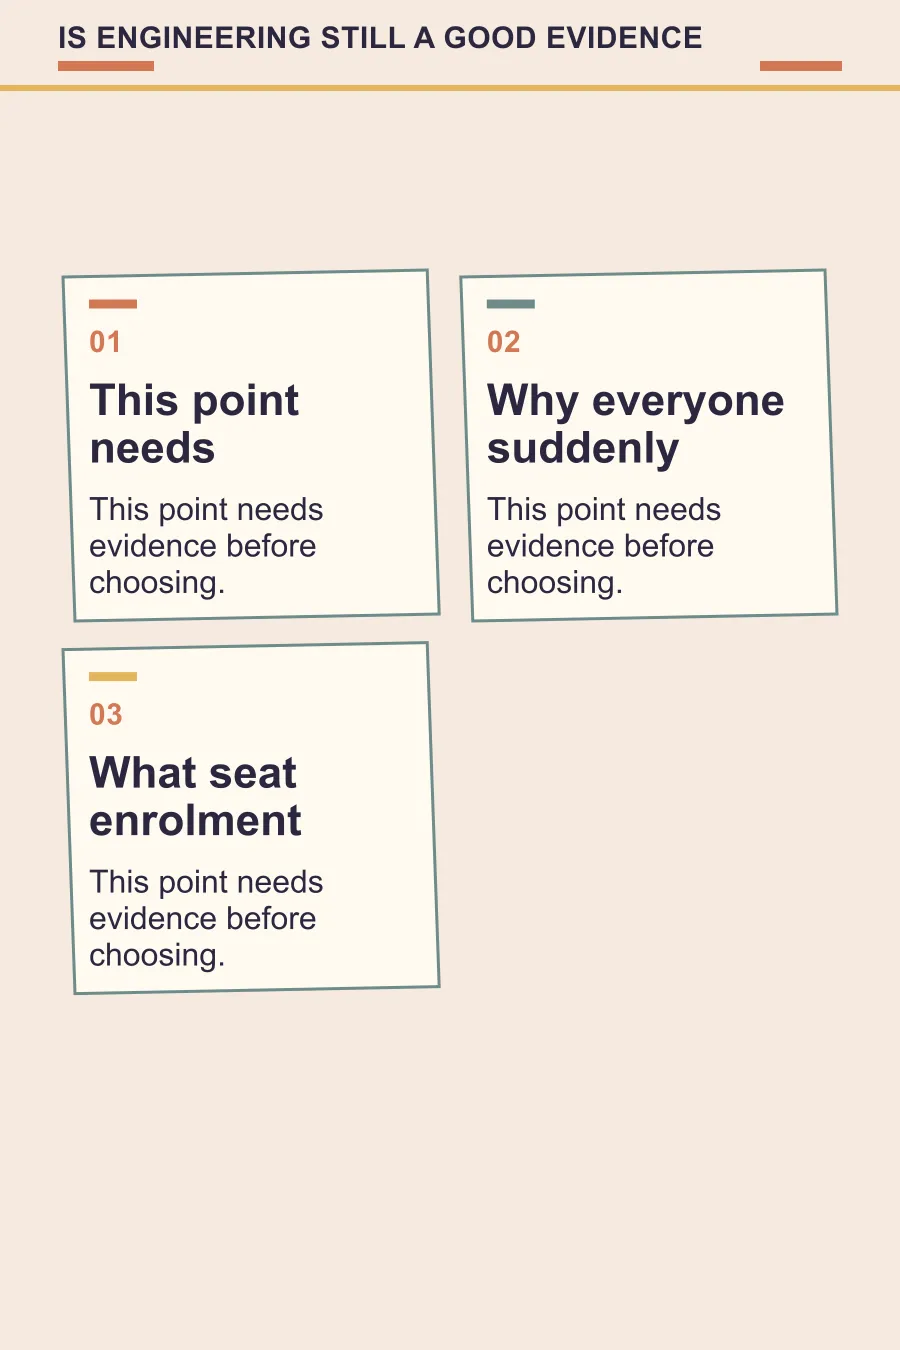 IS ENGINEERING STILL A GOOD EVIDENCE
01
This point
needs
This point needs
evidence before
choosing.
02
Why everyone
suddenly
This point needs
evidence before
choosing.
03
What seat
enrolment
This point needs
evidence before
choosing.